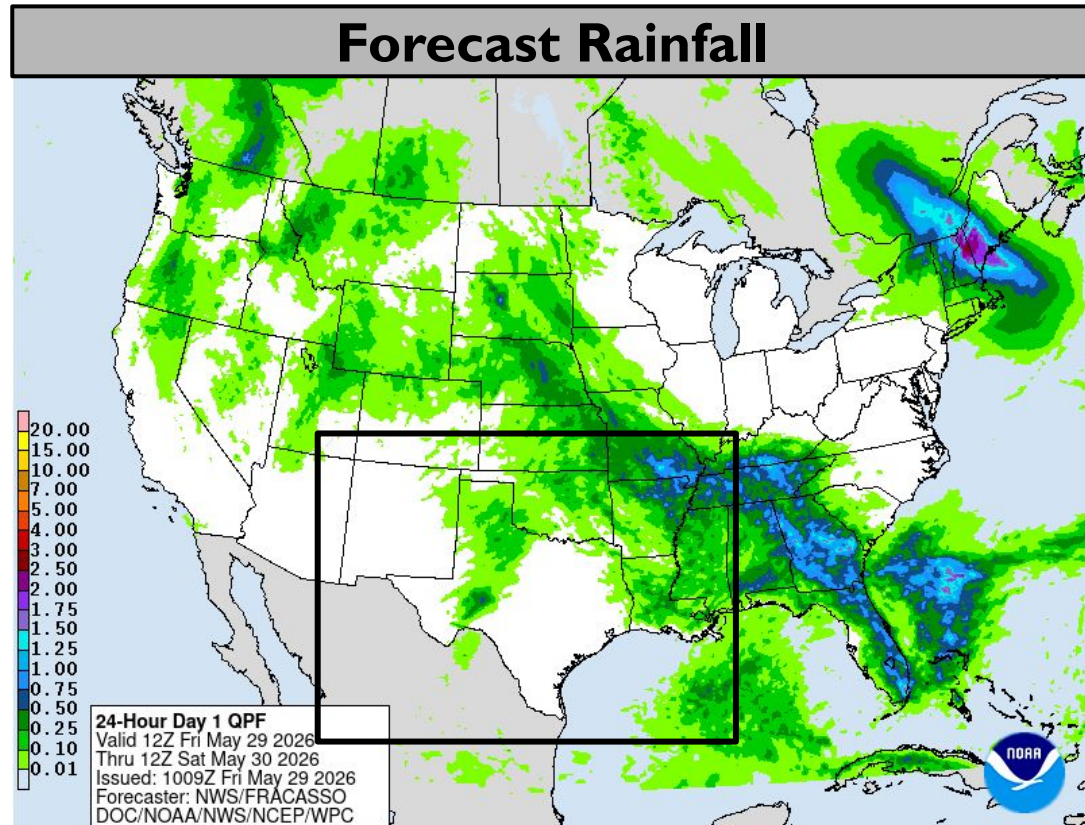 Forecast Rainfall
20.00
15.00
10.00
7.00
5.00
4.00
3.00
2.50
2.00
1.75
1.50
1.25
1.00
0.75
0.50
0.25
0.10
0.01
24-Hour Day 1 QPF
Valid 12Z Fri May 29 2026
Thru 12Z Sat May 30 2026
Issued: 1009Z Fri May 29 2026
Forecaster: NWS/FRACASSO
DOC/NOAA/NWS/NCEP/WPC
NOAA